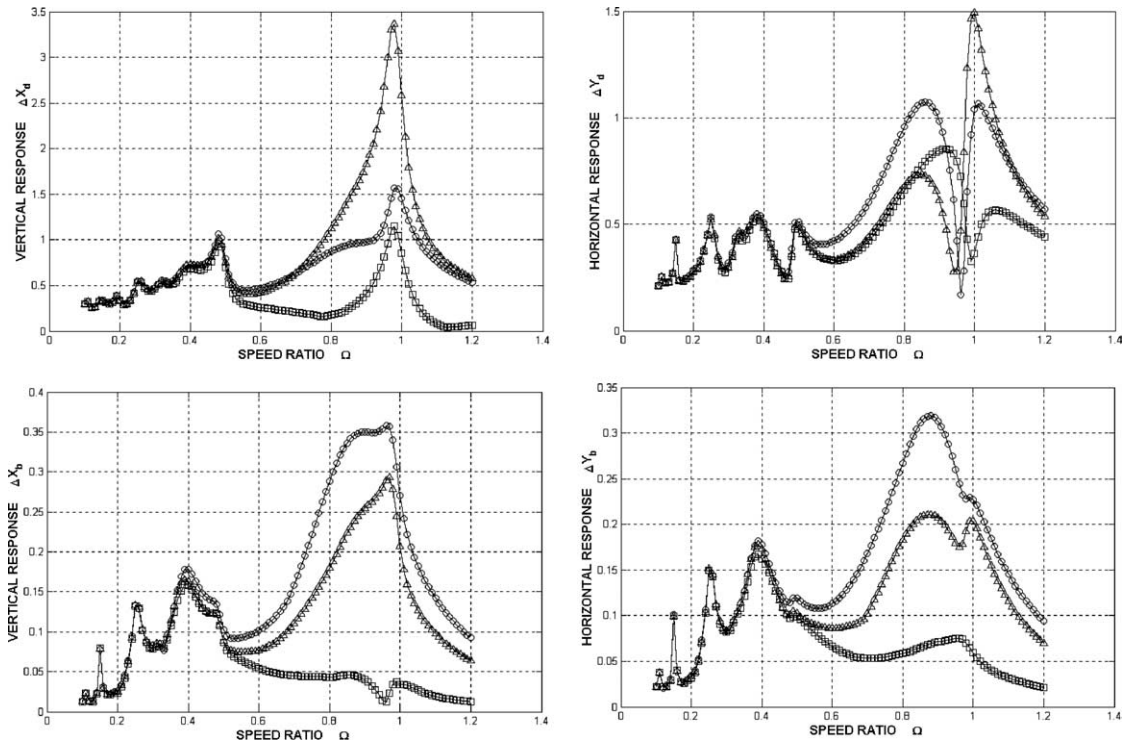 3.5
3
2.5
2
1.5
1
0.5
0
VERTICAL RESPONSE ΔXd
0 0.2 0.4 0.6 0.8 1 1.2 1.4
SPEED RATIO Ω
1.5
1
0.5
0
HORIZONTAL RESPONSE ΔYd
0 0.2 0.4 0.6 0.8 1 1.2 1.4
SPEED RATIO Ω
0.4
0.35
0.3
0.25
0.2
0.15
0.1
0.05
0
VERTICAL RESPONSE ΔXb
0 0.2 0.4 0.6 0.8 1 1.2 1.4
SPEED RATIO Ω
0.35
0.3
0.25
0.2
0.15
0.1
0.05
0
HORIZONTAL RESPONSE ΔYb
0 0.2 0.4 0.6 0.8 1 1.2 1.4
SPEED RATIO Ω